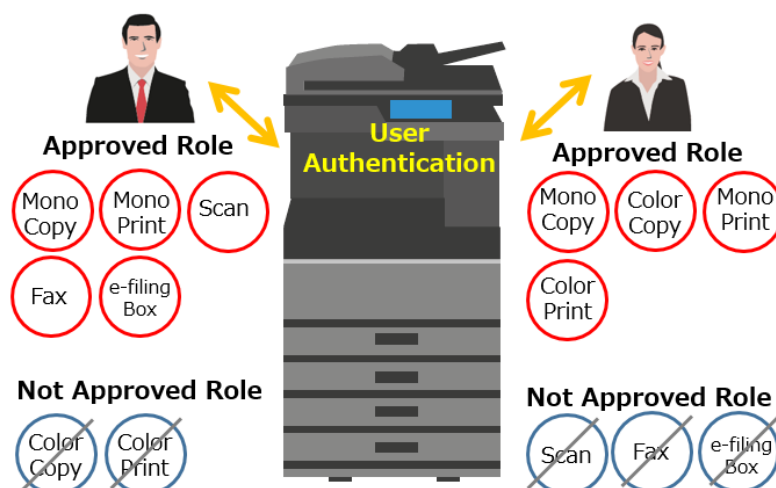 User
Authentication
Approved Role
Mono
Copy
Mono
Print
Scan
Fax
e-filing
Box
Not Approved Role
Color
Copy
Color
Print
Approved Role
Mono
Copy
Color
Copy
Mono
Print
Color
Print
Not Approved Role
Scan
Fax
e-filing
Box